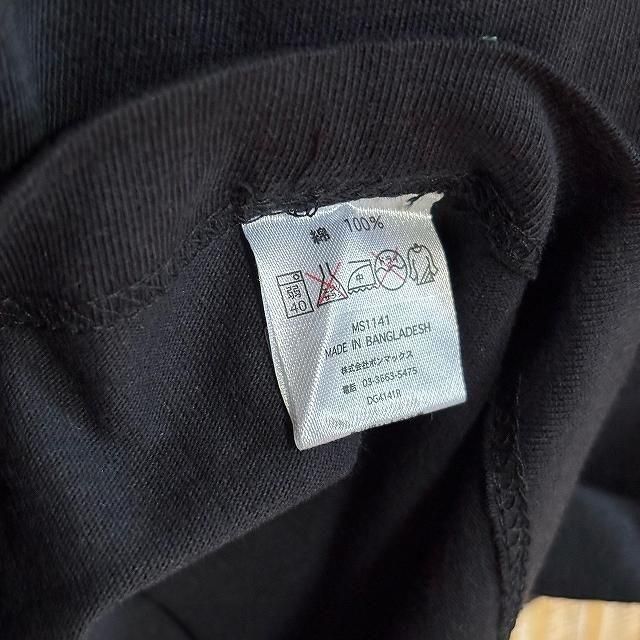 綿 100%
弱
40
MS1141
MADE IN BANGLADESH
株式会社ボンマックス
電話 03-3663-5475
DG4141R